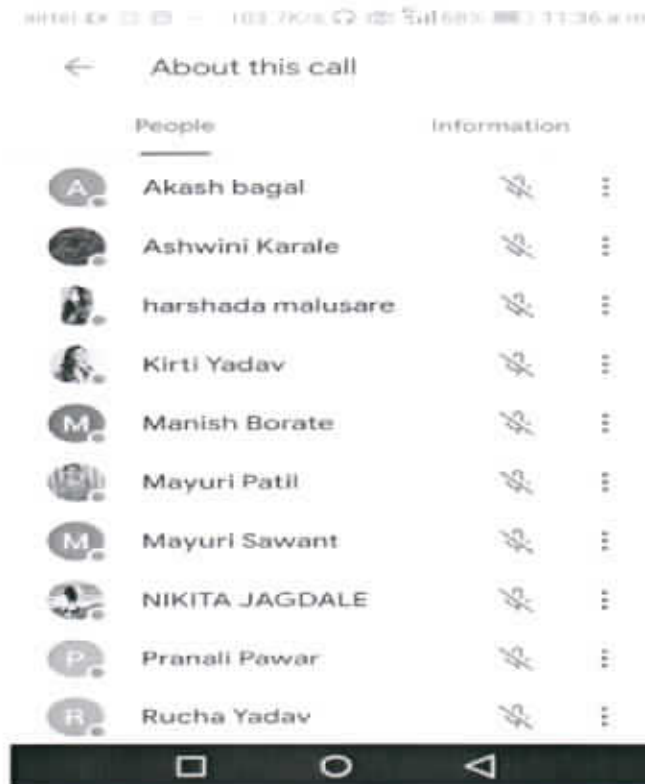 About this call
People Information
A Akash bagal
Ashwini Karale
harshada malusare
Kirti Yadav
M Manish Borate
Mayuri Patil
M Mayuri Sawant
NIKITA JAGDALE
P Pranali Pawar
R Rucha Yadav